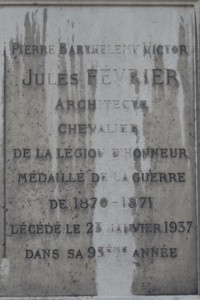 PIERRE BARTHELEMY VICTOR
JULES FÉVRIER
ARCHITECTE
CHEVALIER
DE LA LÉGION D'HONNEUR
MÉDAILLÉ DE LA GUERRE
DE 1870-1871
DÉCÉDÉ LE JANVIER 1937
DANS SA 95ÈME ANNÉE